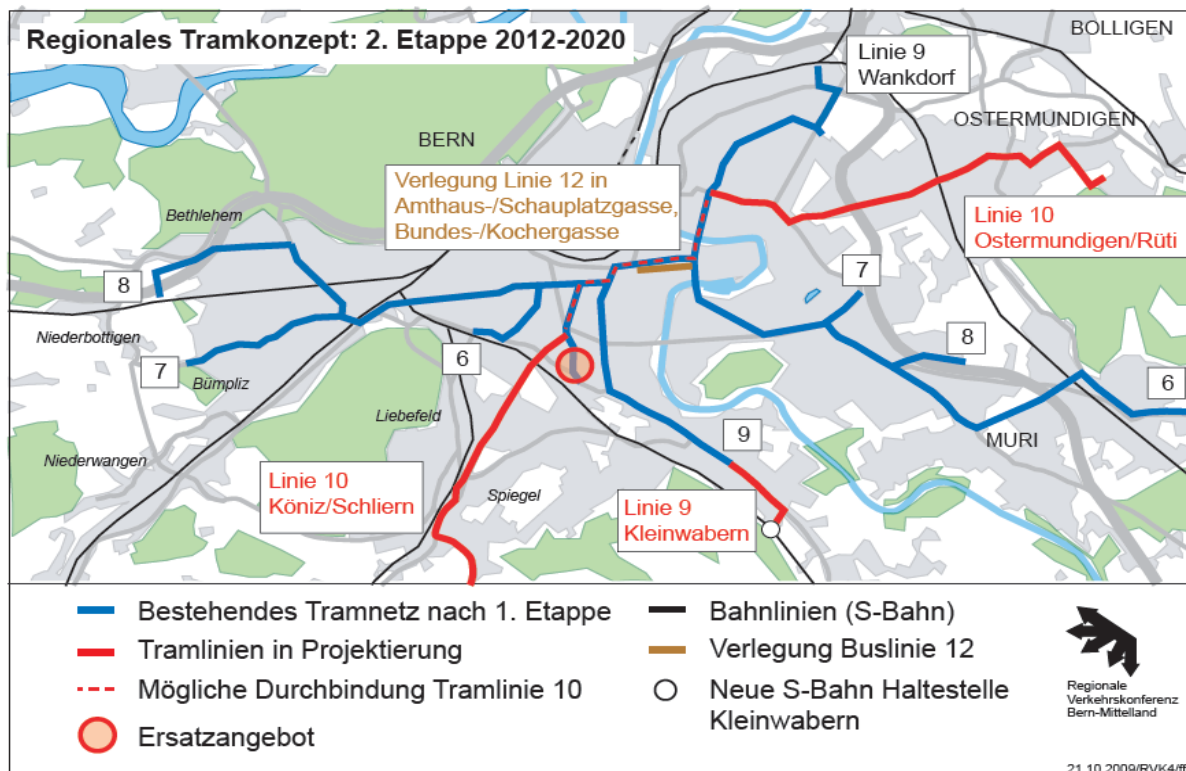 Regionales Tramkonzept: 2. Etappe 2012-2020
BOLLIGEN
Linie 9
Wankdorf
OSTERMUNDIGEN
BERN
Verlegung Linie 12 in
Amthaus-/Schauplatzgasse,
Bundes-/Kochergasse
Bethlehem
Linie 10
Ostermundigen/Rüti
8
7
Niederbottigen
7
6
8
6
Bümpliz
Liebefeld
9
MURI
Niederwangen
Linie 10
Köniz/Schliern
Spiegel
Linie 9
Kleinwabern
Bestehendes Tramnetz nach 1. Etappe
Tramlinien in Projektierung
Mögliche Durchbindung Tramlinie 10
Ersatzangebot
Bahnlinien (S-Bahn)
Verlegung Buslinie 12
Neue S-Bahn Haltestelle
Kleinwabern
Regionale
Verkehrskonferenz
Bern-Mittelland
21.10.2009/RVK4/